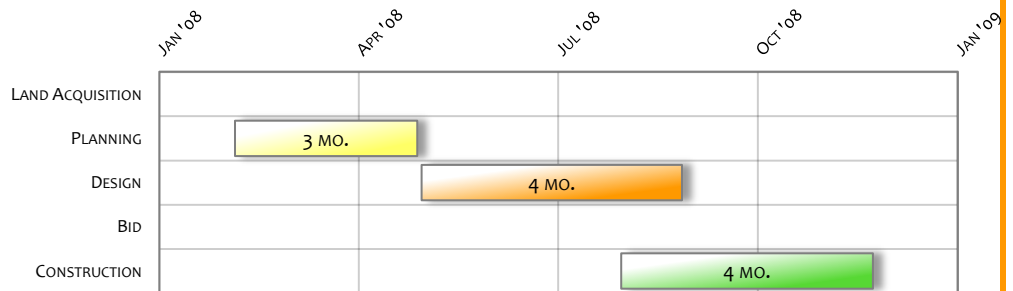 Jan '08 Apr '08 Jul '08 Oct '08 Jan '09
Land Acquisition
Planning 3 mo.
Design 4 mo.
Bid
Construction 4 mo.